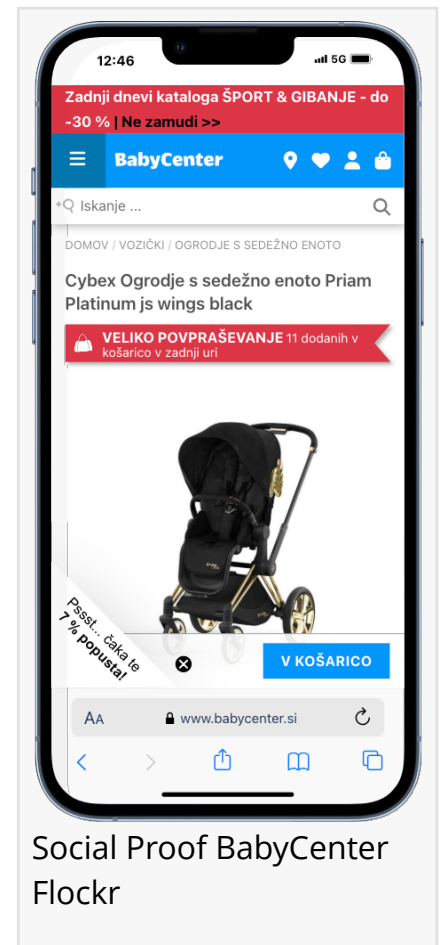 12:46
5G
Zadnji dnevi kataloga ŠPORT & GIBANJE - do
-30 % | Ne zamudi >>
BabyCenter
Iskanje ...
DOMOV / VOZIČKI / OGRODJE S SEDEŽNO ENOTO
Cybex Ogrodje s sedežno enoto Priam
Platinum js wings black
VELIKO POVPRAŠEVANJE 11 dodanih v
košarico v zadnji uri
Pssst... čaka te
7 % popusta!
V KOŠARICO
AA
www.babycenter.si
Social Proof BabyCenter
Flockr